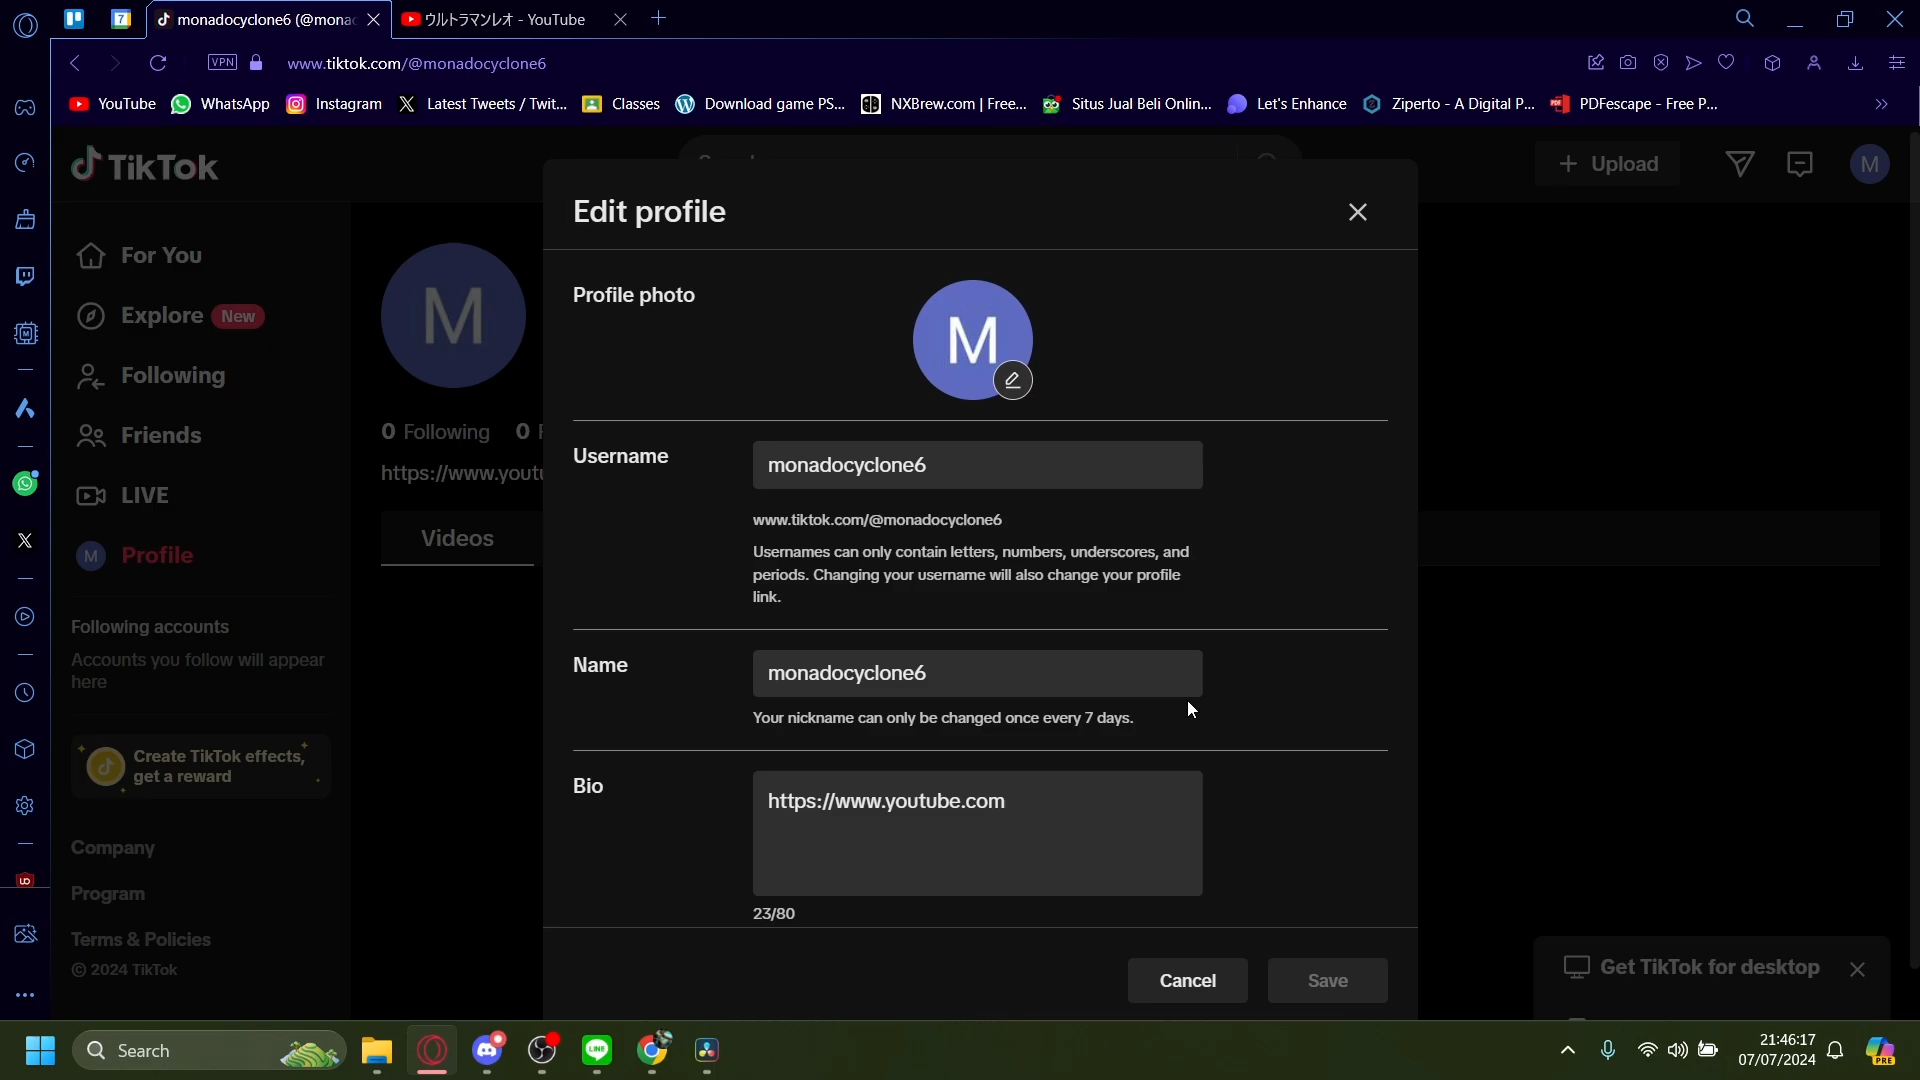 monadocyclone6 (@mona
ウルトラマンレオ - YouTube
VPN
www.tiktok.com/@monadocyclone6
YouTube
WhatsApp
Instagram
Latest Tweets / Twit...
Classes
Download game PS...
NXBrew.com | Free...
Situs Jual Beli Onlin...
Let's Enhance
Ziperto - A Digital P...
PDFescape - Free P...
TikTok
Upload
M
For You
Explore New
Following
Friends
LIVE
M Profile
Following accounts
Accounts you follow will appear
here
Create TikTok effects,
get a reward
Company
Program
Terms & Policies
© 2024 TikTok
M
0 Following 0 F
https://www.yout
Videos
Edit profile
Profile photo
M
Username
monadocyclone6
www.tiktok.com/@monadocyclone6
Usernames can only contain letters, numbers, underscores, and
periods. Changing your username will also change your profile
link.
Name
monadocyclone6
Your nickname can only be changed once every 7 days.
Bio
https://www.youtube.com
23/80
Cancel
Save
Get TikTok for desktop
Search
LINE
21:46:17
07/07/2024
PRE